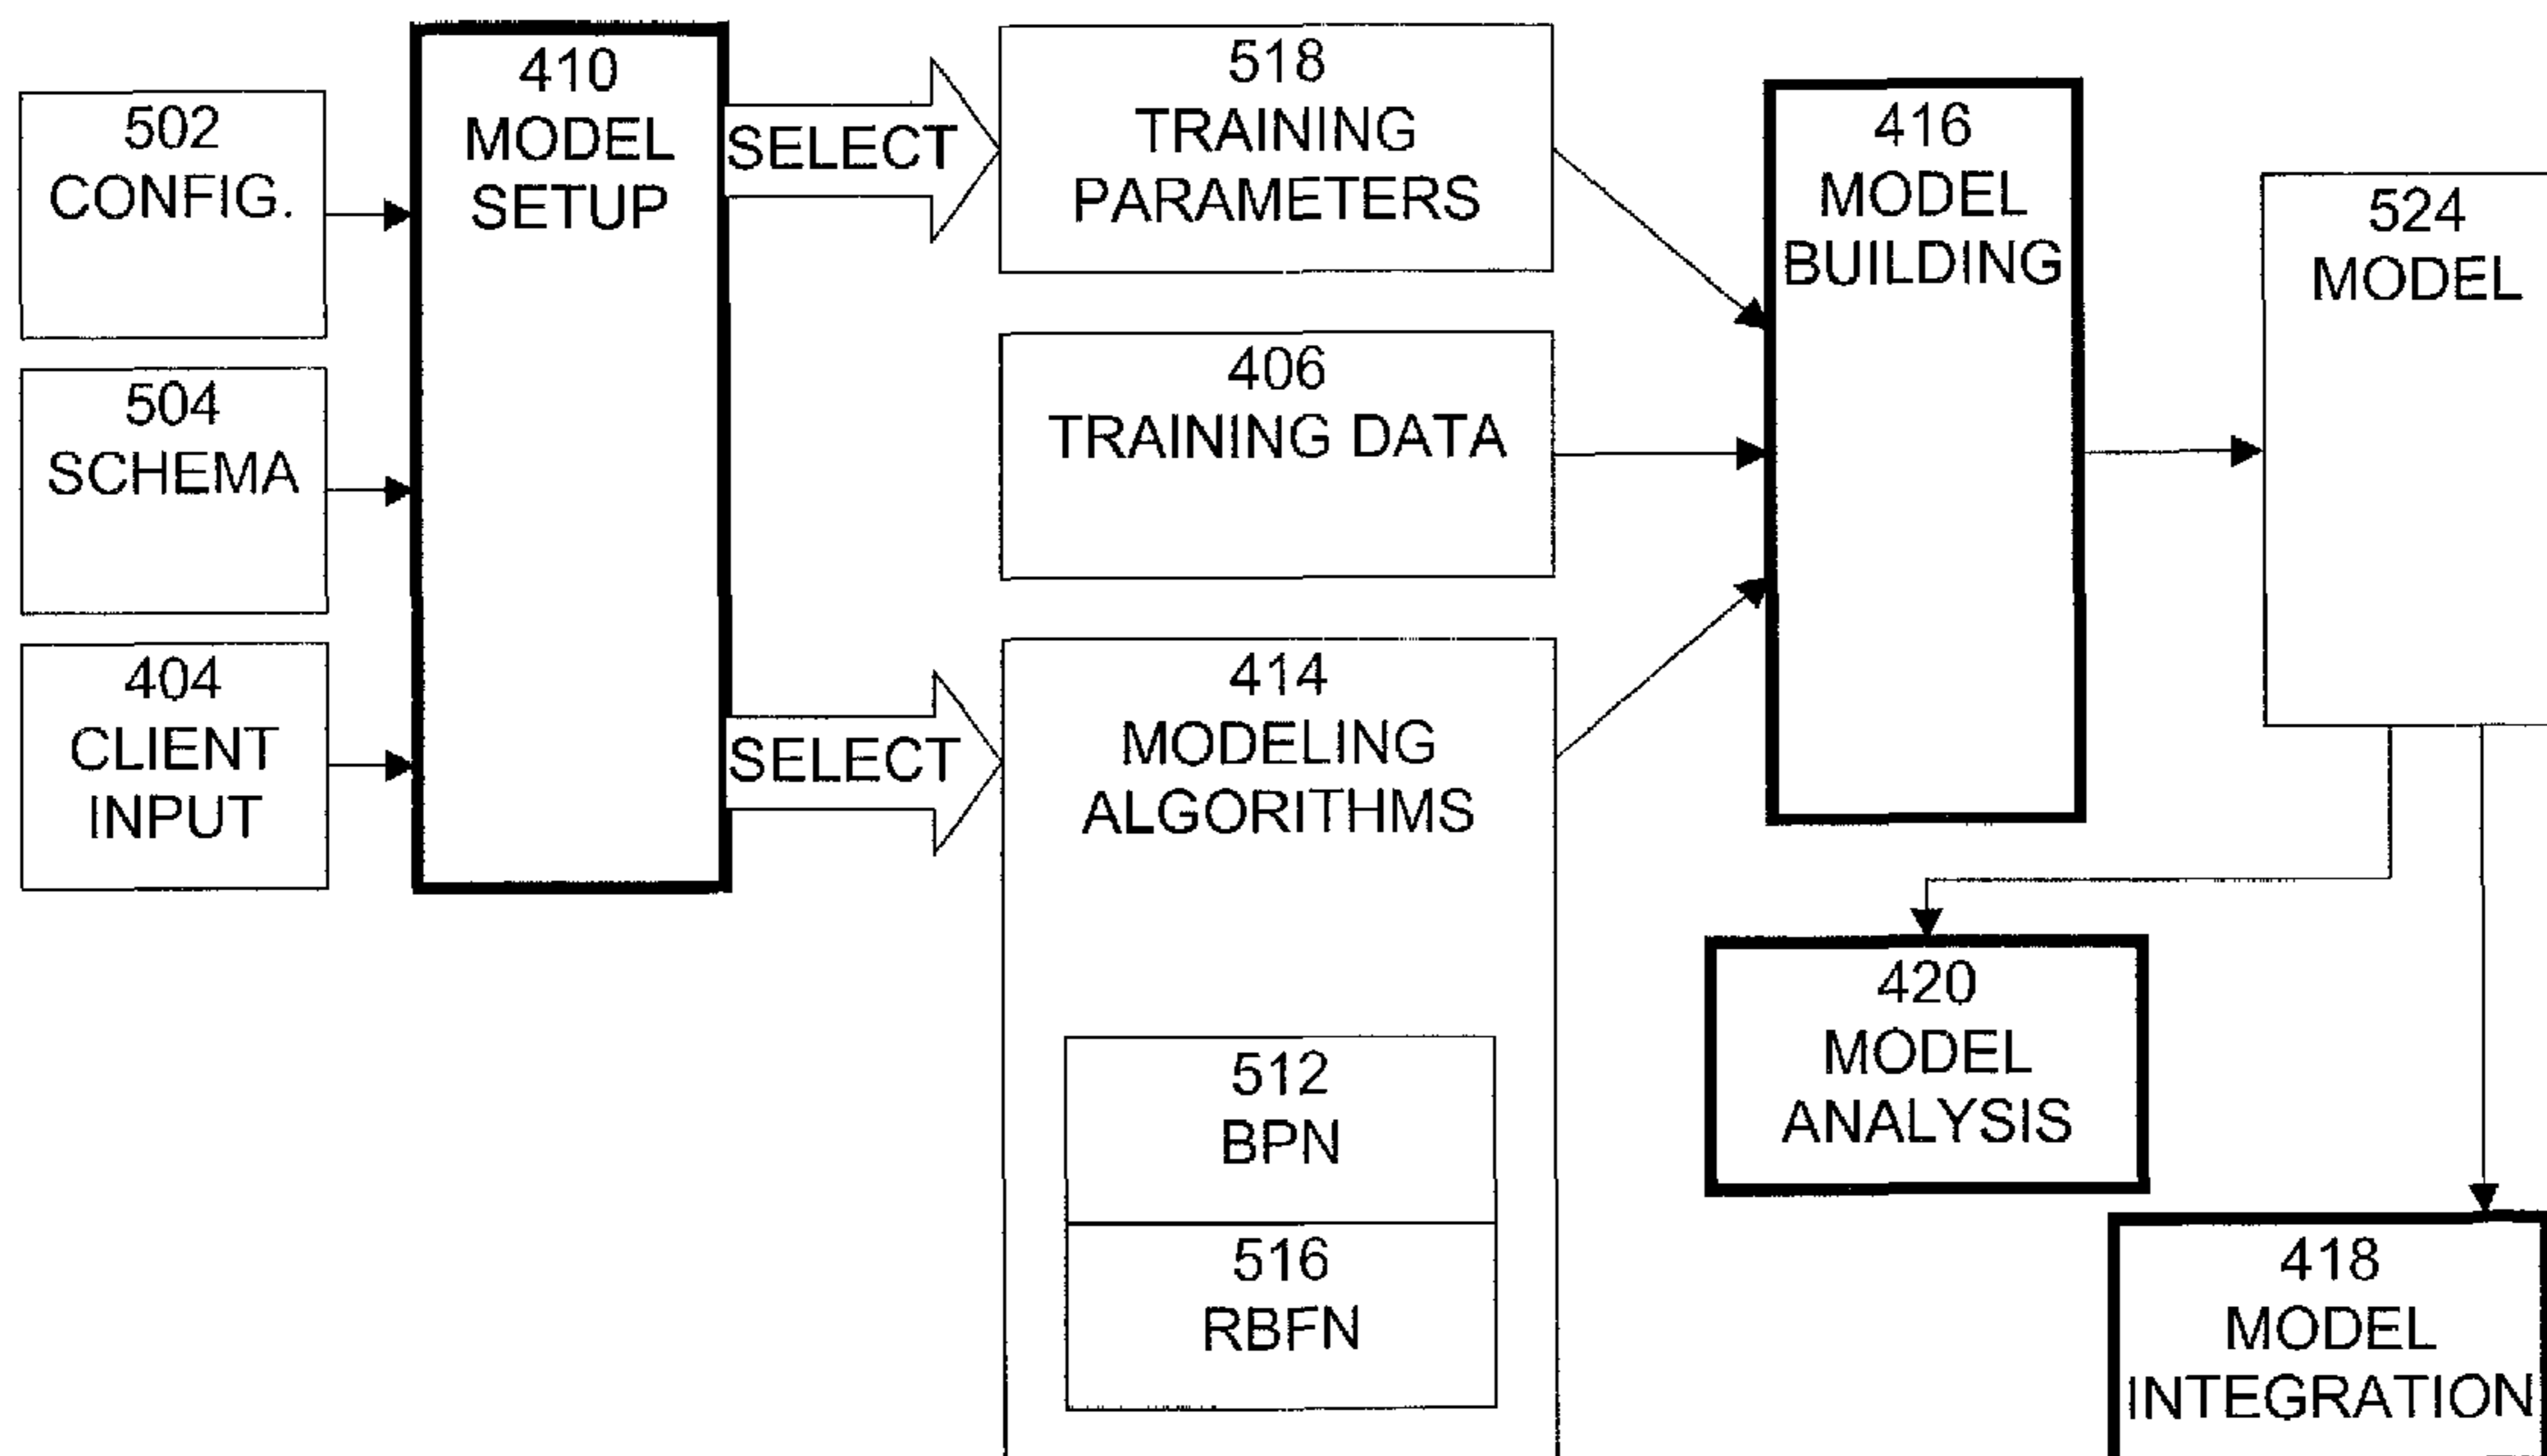 502
CONFIG.
504
SCHEMA
404
CLIENT
INPUT
410
MODEL
SETUP
SELECT
SELECT
518
TRAINING
PARAMETERS
406
TRAINING DATA
414
MODELING
ALGORITHMS
512
BPN
516
RBFN
416
MODEL
BUILDING
524
MODEL
420
MODEL
ANALYSIS
418
MODEL
INTEGRATION